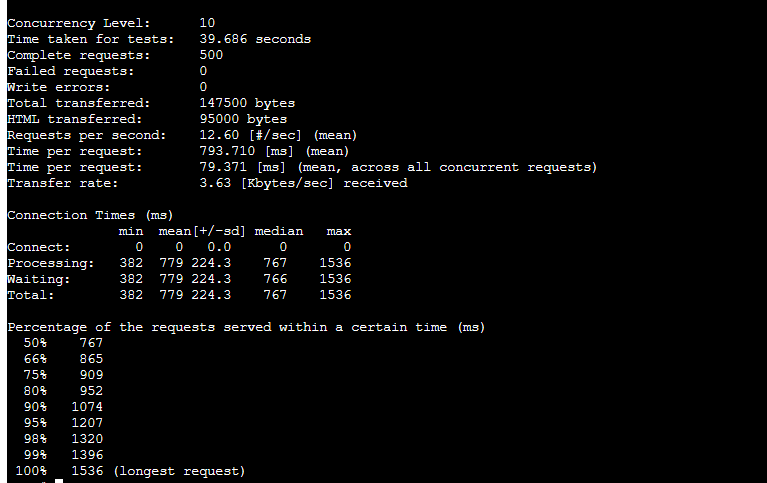 Concurrency Level:      10
Time taken for tests:   39.686 seconds
Complete requests:      500
Failed requests:        0
Write errors:           0
Total transferred:      147500 bytes
HTML transferred:       95000 bytes
Requests per second:    12.60 [#/sec] (mean)
Time per request:       793.710 [ms] (mean)
Time per request:       79.371 [ms] (mean, across all concurrent requests)
Transfer rate:          3.63 [Kbytes/sec] received

Connection Times (ms)
              min  mean[+/-sd] median   max
Connect:        0    0   0.0      0       0
Processing:   382  779 224.3    767    1536
Waiting:      382  779 224.3    766    1536
Total:        382  779 224.3    767    1536

Percentage of the requests served within a certain time (ms)
  50%    767
  66%    865
  75%    909
  80%    952
  90%   1074
  95%   1207
  98%   1320
  99%   1396
 100%   1536 (longest request)